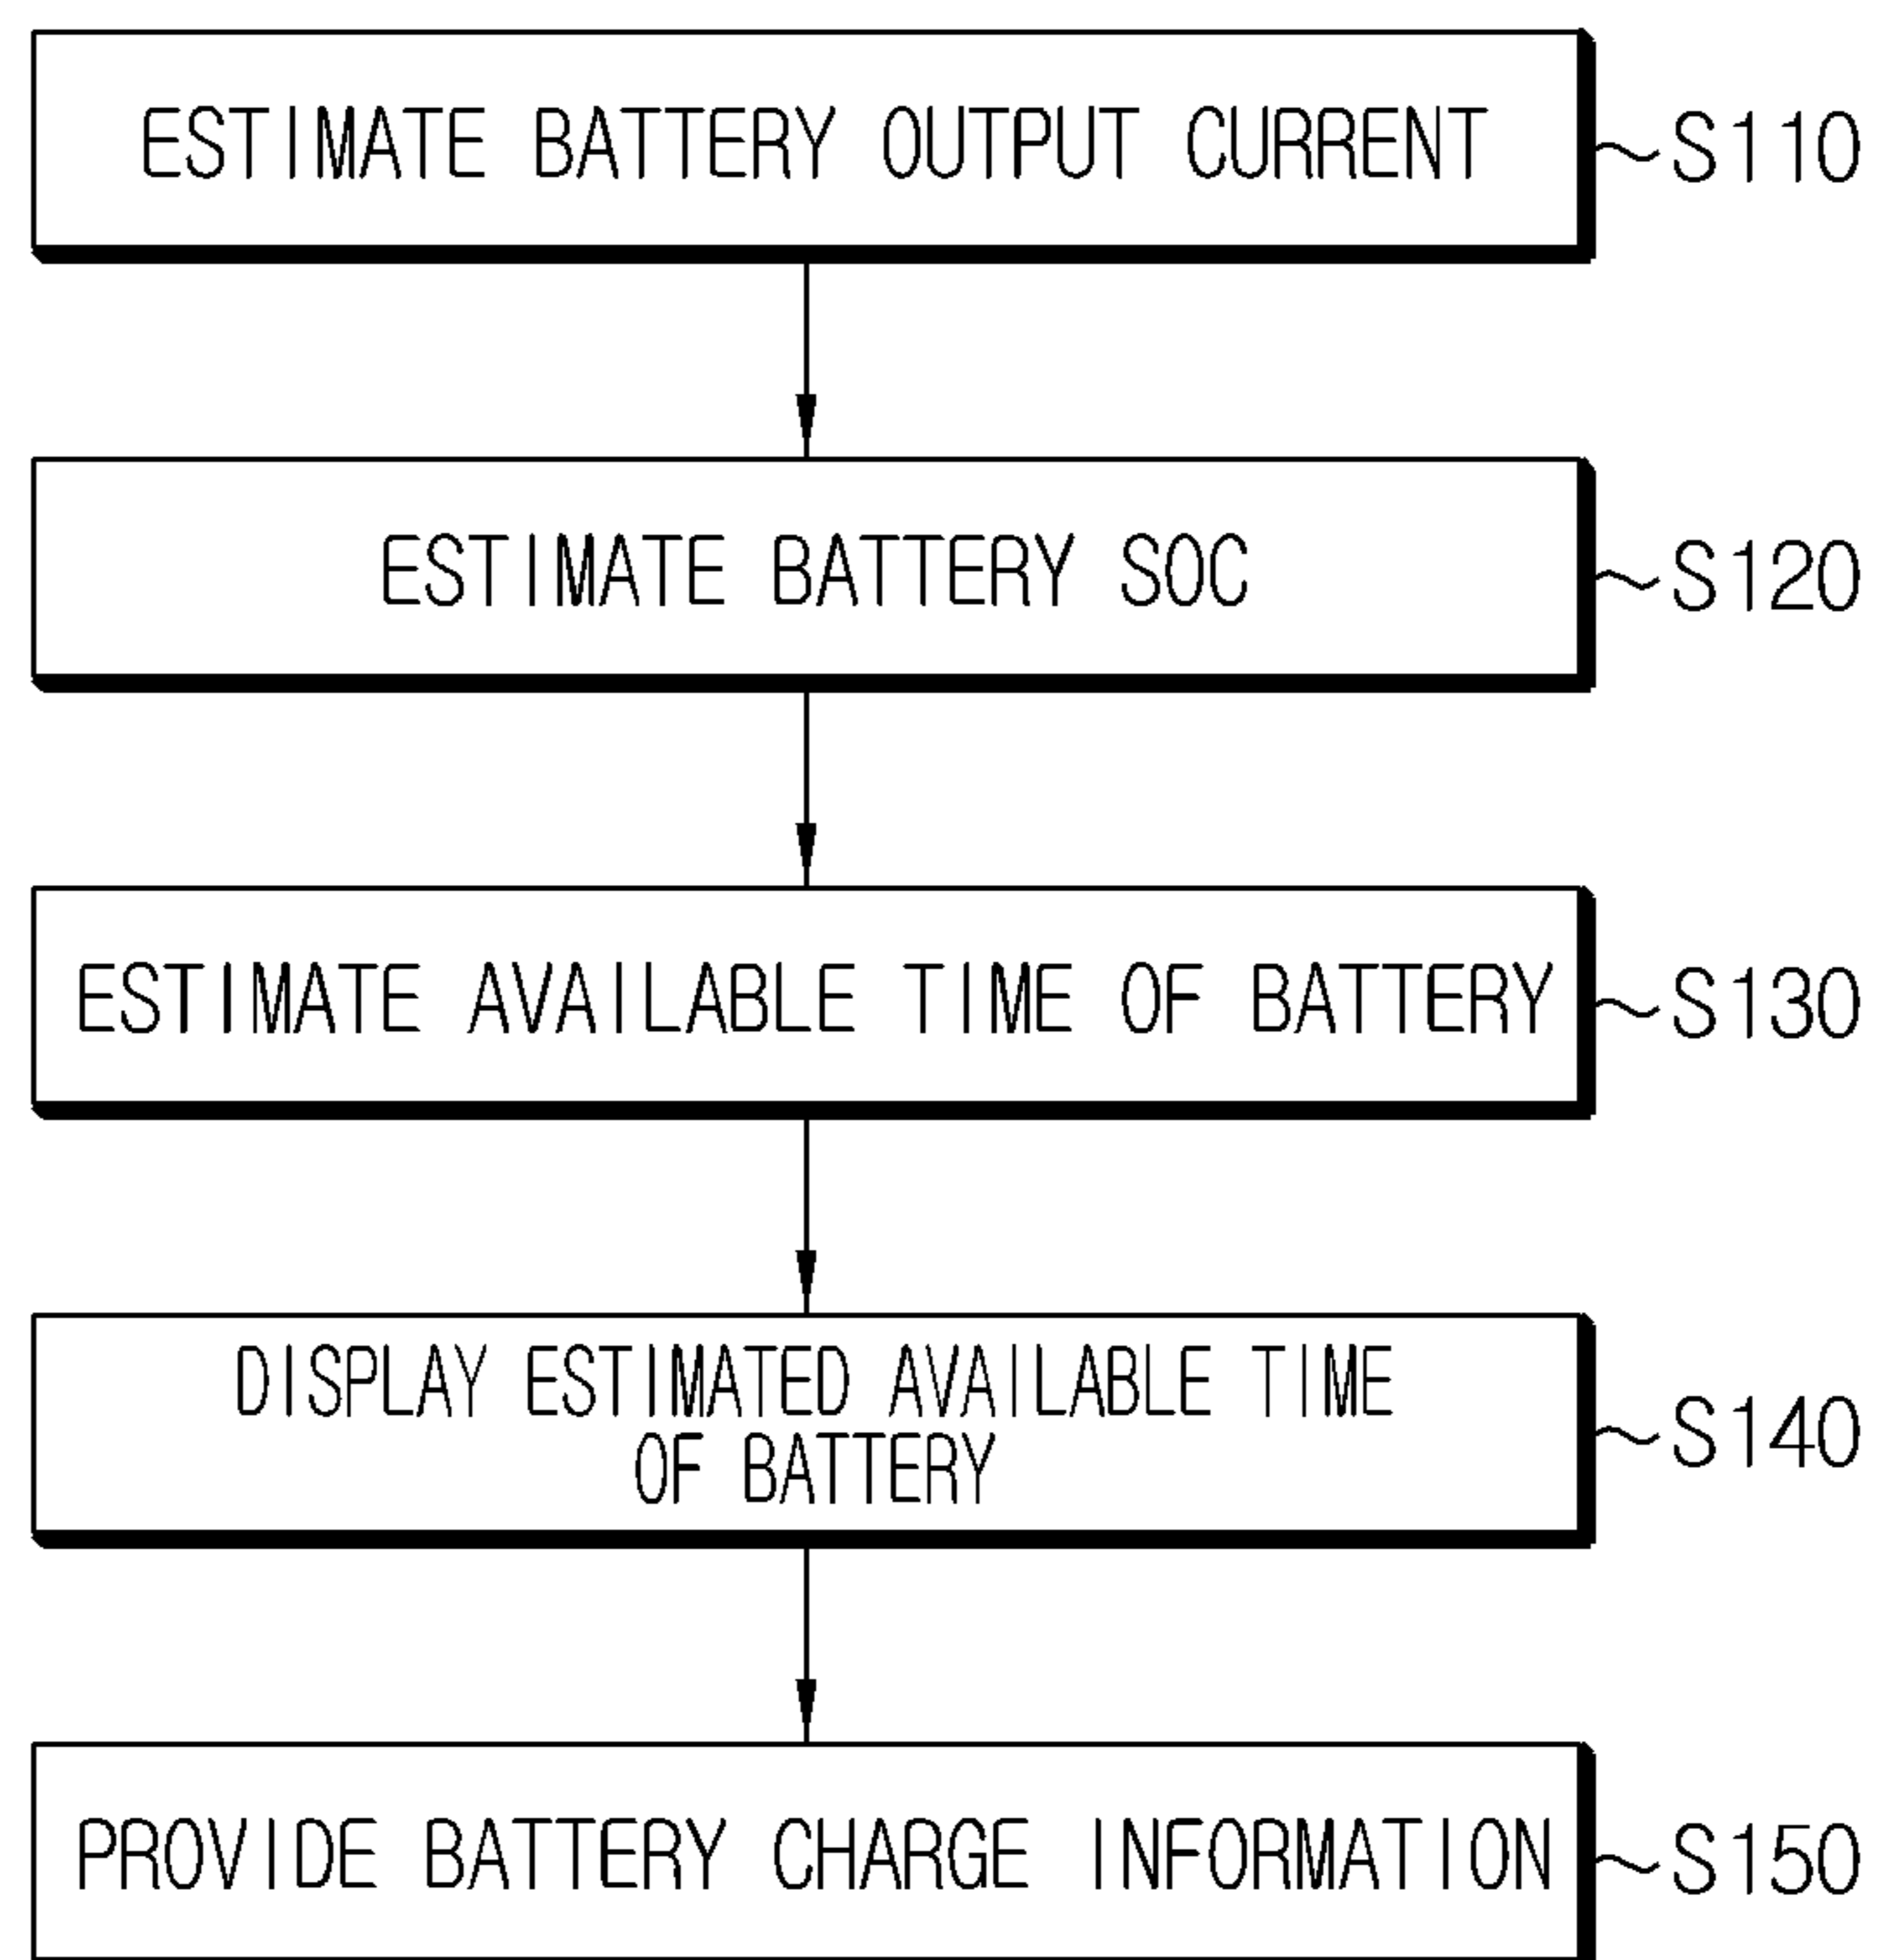 ESTIMATE BATTERY OUTPUT CURRENT
S110
ESTIMATE BATTERY SOC
S120
ESTIMATE AVAILABLE TIME OF BATTERY
S130
DISPLAY ESTIMATED AVAILABLE TIME
OF BATTERY
S140
PROVIDE BATTERY CHARGE INFORMATION
S150